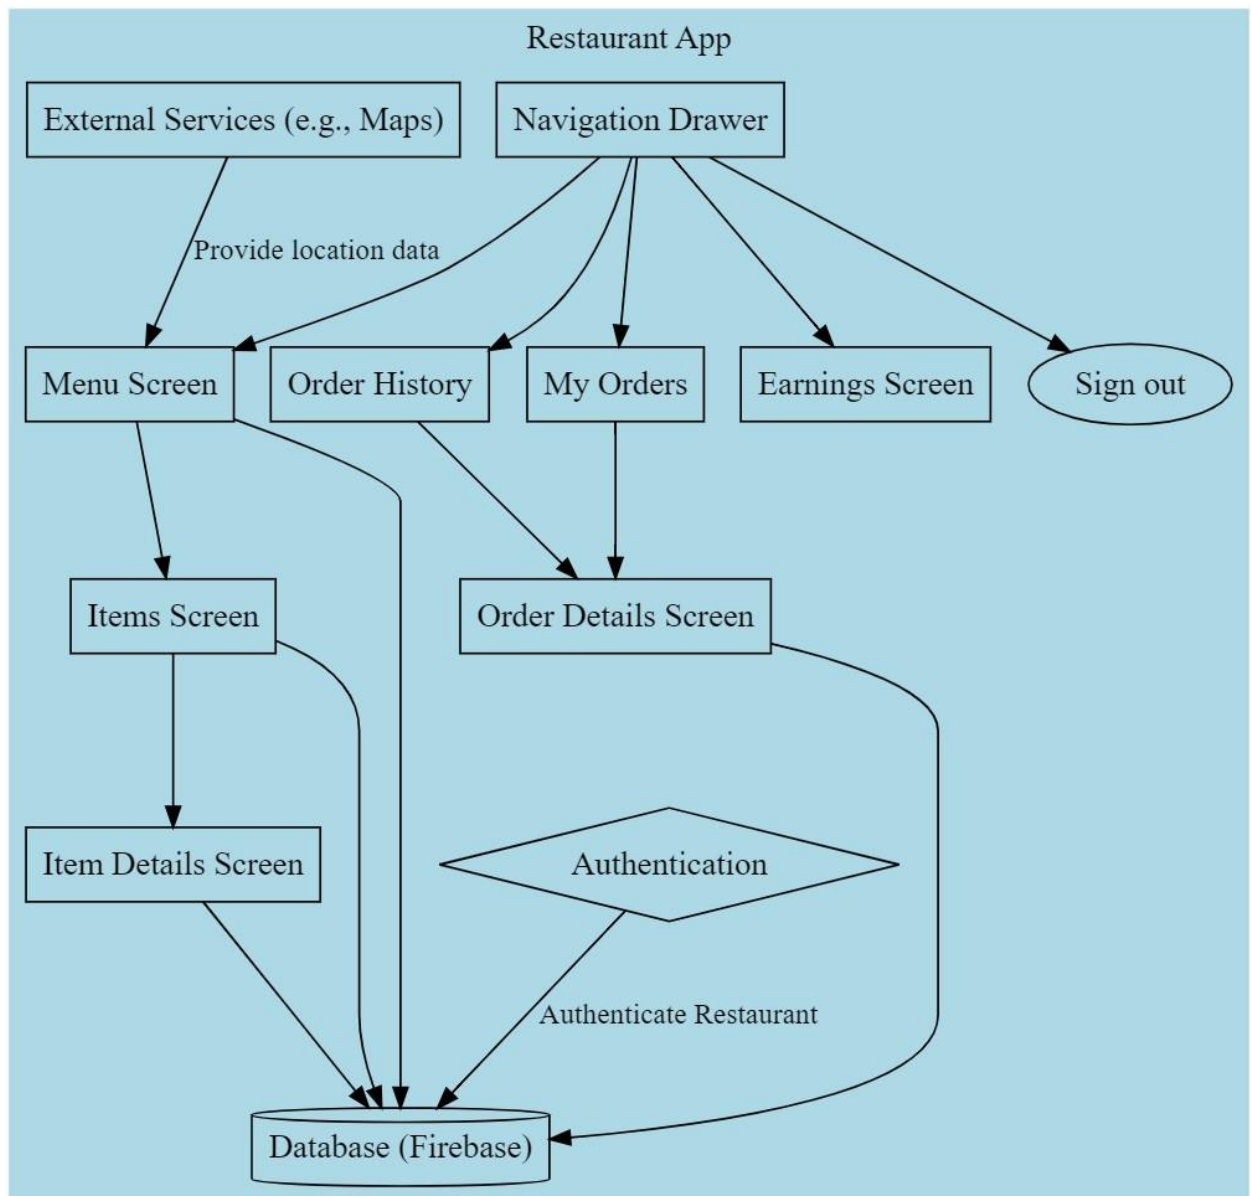 Restaurant App
External Services (e.g., Maps)
Navigation Drawer
Provide location data
Menu Screen
Order History
My Orders
Earnings Screen
Sign out
Items Screen
Order Details Screen
Item Details Screen
Authentication
Authenticate Restaurant
Database (Firebase)